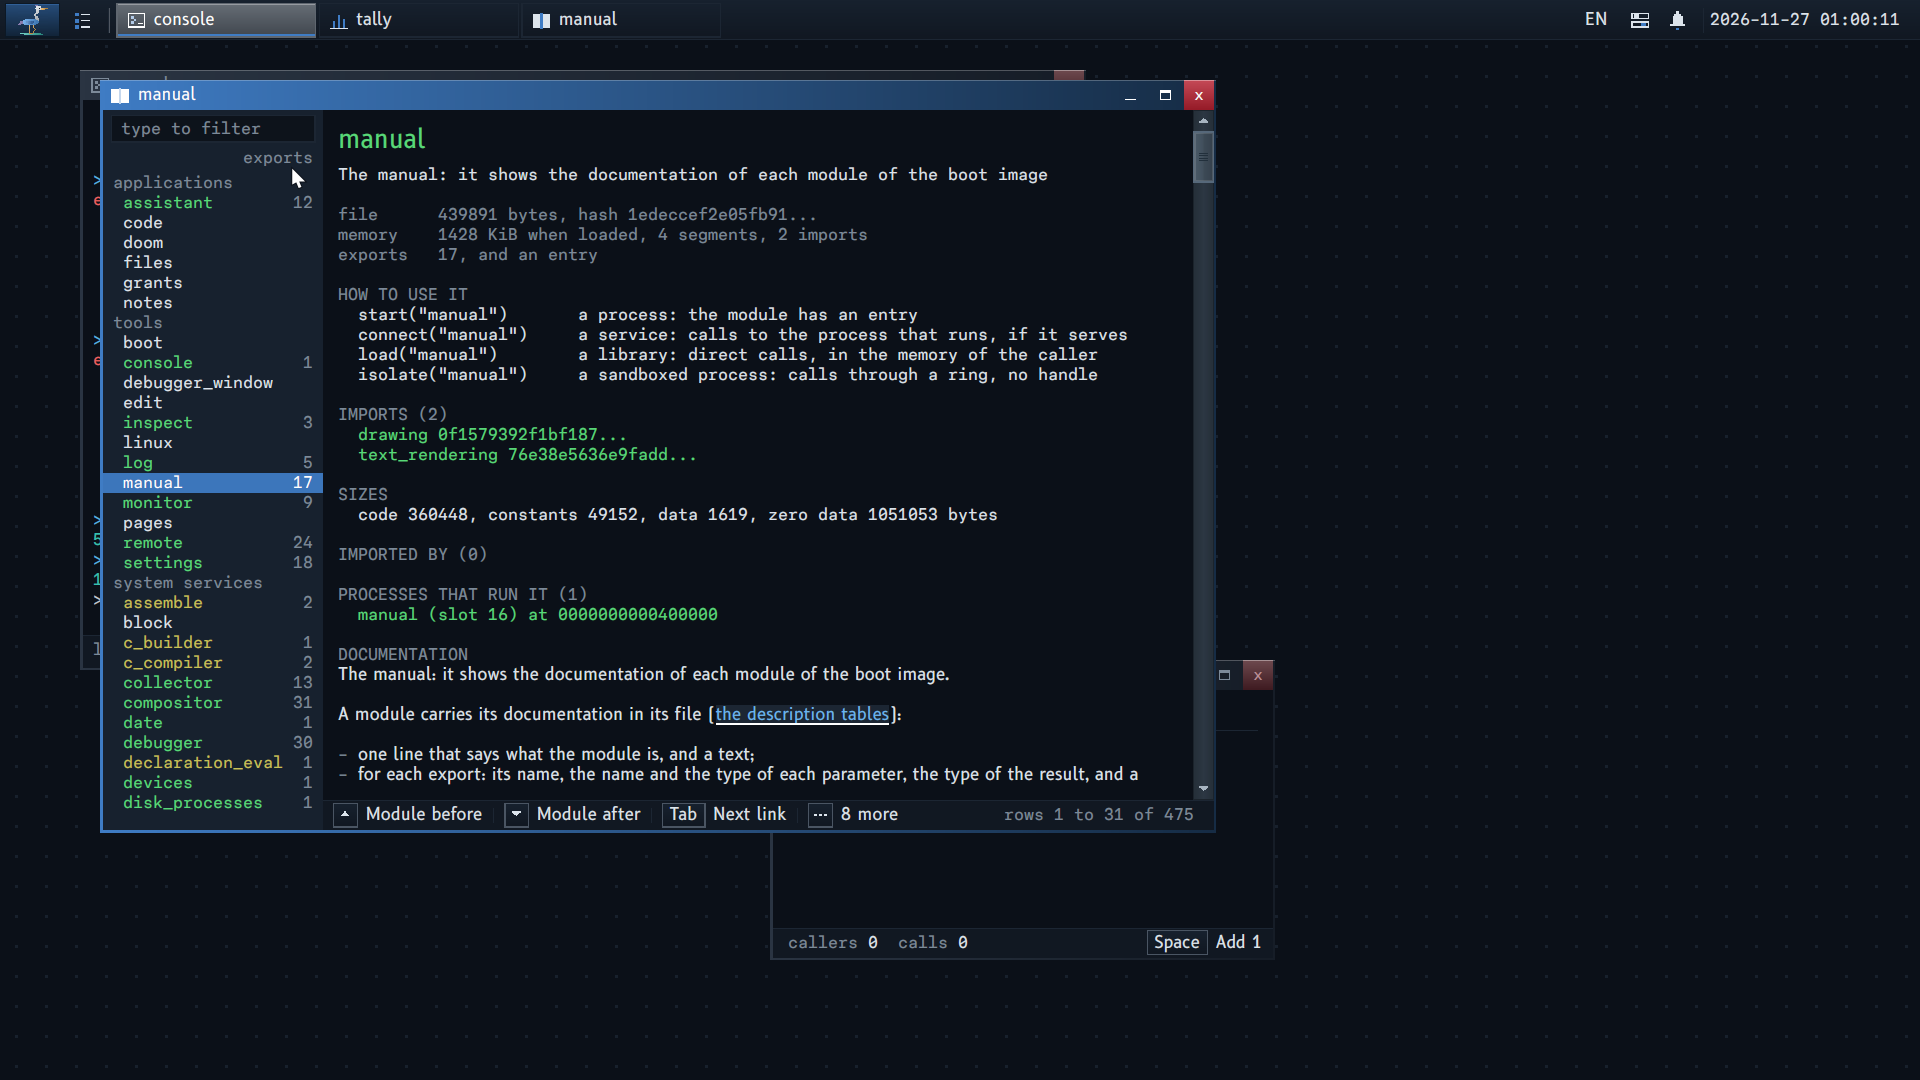 console
tally
manual
EN
2026-11-27 01:00:11
manual
x
type to filter
exports
applications
assistant 12
code
doom
files
grants
notes
tools
boot
console 1
debugger_window
edit
inspect 3
linux
log 5
manual 17
monitor 9
pages
remote 24
settings 18
system services
assemble 2
block
c_builder 1
c_compiler 2
collector 13
compositor 31
date 1
debugger 30
declaration_eval 1
devices 1
disk_processes 1
manual
The manual: it shows the documentation of each module of the boot image
file 439891 bytes, hash 1edeccef2e05fb91...
memory 1428 KiB when loaded, 4 segments, 2 imports
exports 17, and an entry
HOW TO USE IT
start("manual") a process: the module has an entry
connect("manual") a service: calls to the process that runs, if it serves
load("manual") a library: direct calls, in the memory of the caller
isolate("manual") a sandboxed process: calls through a ring, no handle
IMPORTS (2)
drawing 0f1579392f1bf187...
text_rendering 76e38e5636e9fadd...
SIZES
code 360448, constants 49152, data 1619, zero data 1051053 bytes
IMPORTED BY (0)
PROCESSES THAT RUN IT (1)
manual (slot 16) at 0000000000400000
DOCUMENTATION
The manual: it shows the documentation of each module of the boot image.
A module carries its documentation in its file [the description tables]:
- one line that says what the module is, and a text;
- for each export: its name, the name and the type of each parameter, the type of the result, and a
Module before
Module after
Tab Next link
8 more
rows 1 to 31 of 475
x
callers 0 calls 0
Space Add 1